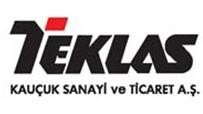 TEKLAS
KAUÇUK SANAYİ ve TİCARET A.Ş.